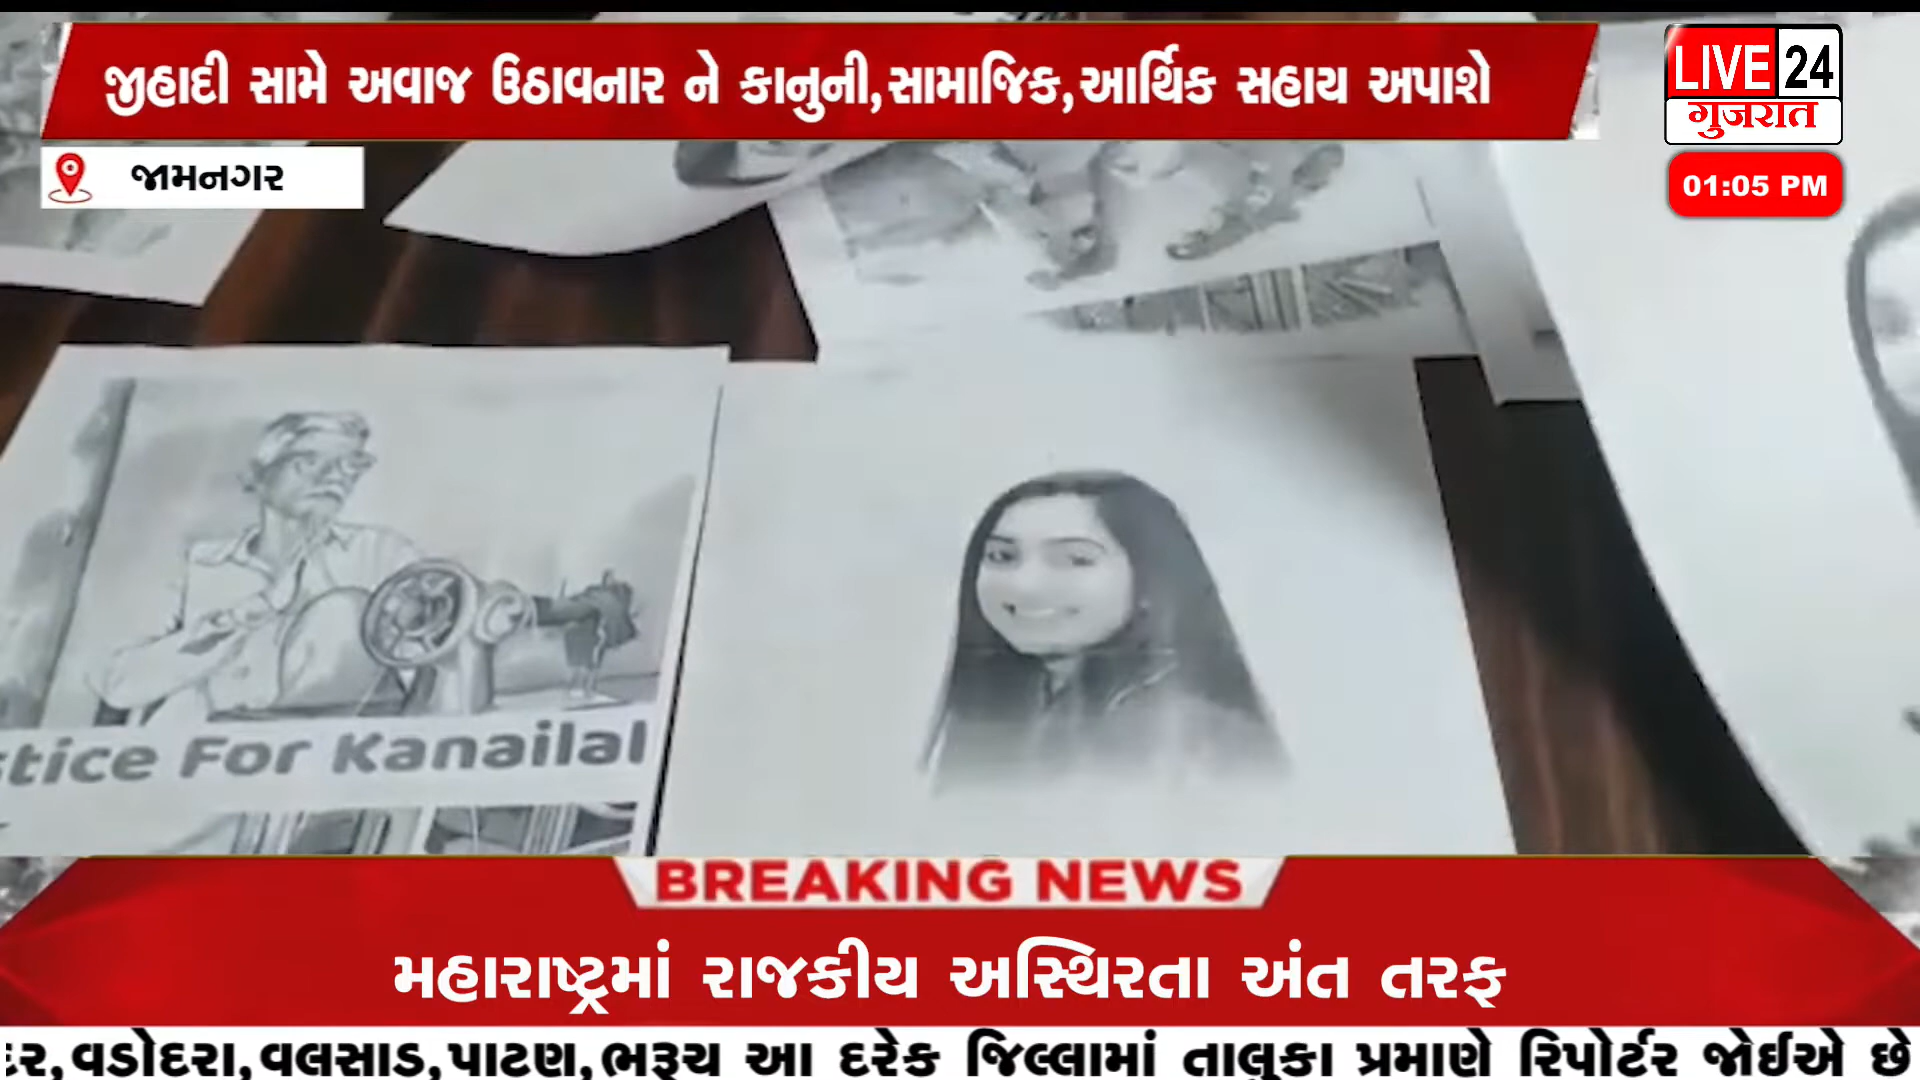 જીહાદી સામે અવાજ ઉઠાવનાર ને કાનુની,સામાજિક,આર્થિક સહાય અપાશે
LIVE 24
ગુજરાત
જામનગર
01:05 PM
tice For Kanailal
BREAKING NEWS
મહારાષ્ટ્રમાં રાજકીય અસ્થિરતા અંત તરફ
વડોદરા,વલસાડ,પાટણ,ભરૂચ આ દરેક જિલ્લામાં તાલુકા પ્રમાણે રિપોર્ટર જોઈએ છે